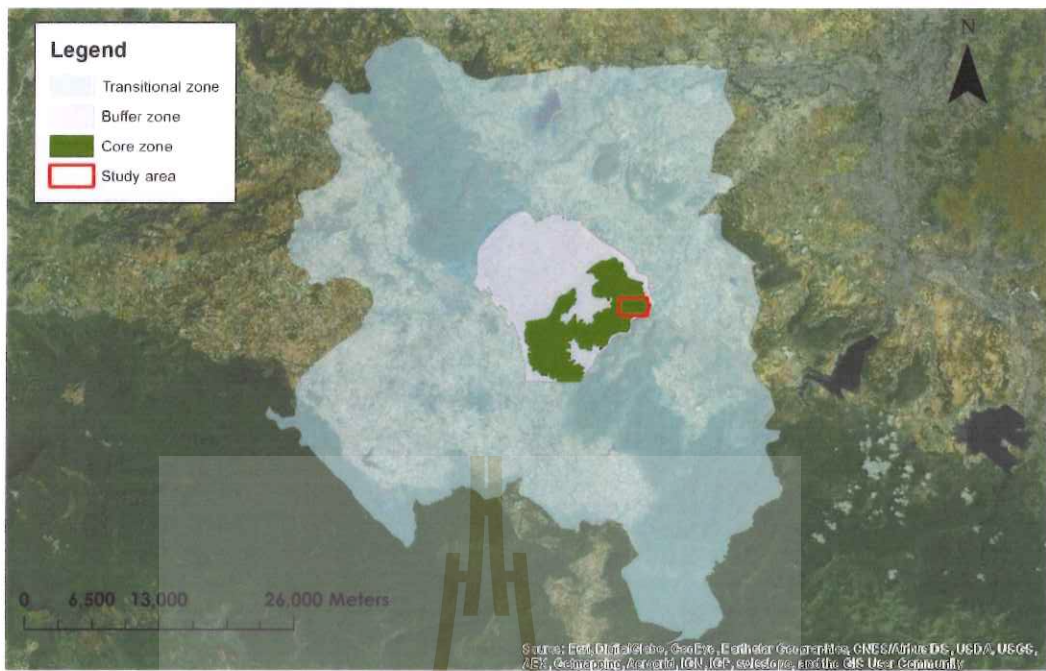 Legend
Transitional zone
Buffer zone
Core zone
Study area
N
0 6,500 13,000 26,000 Meters
Source: Esri, DigitalGlobe, GeoEye, Earthstar Geographics, CNES/Airbus DS, USDA, USGS,
AEX, Getmapping, Aerogrid, IGN, IGP, swisstopo, and the GIS User Community